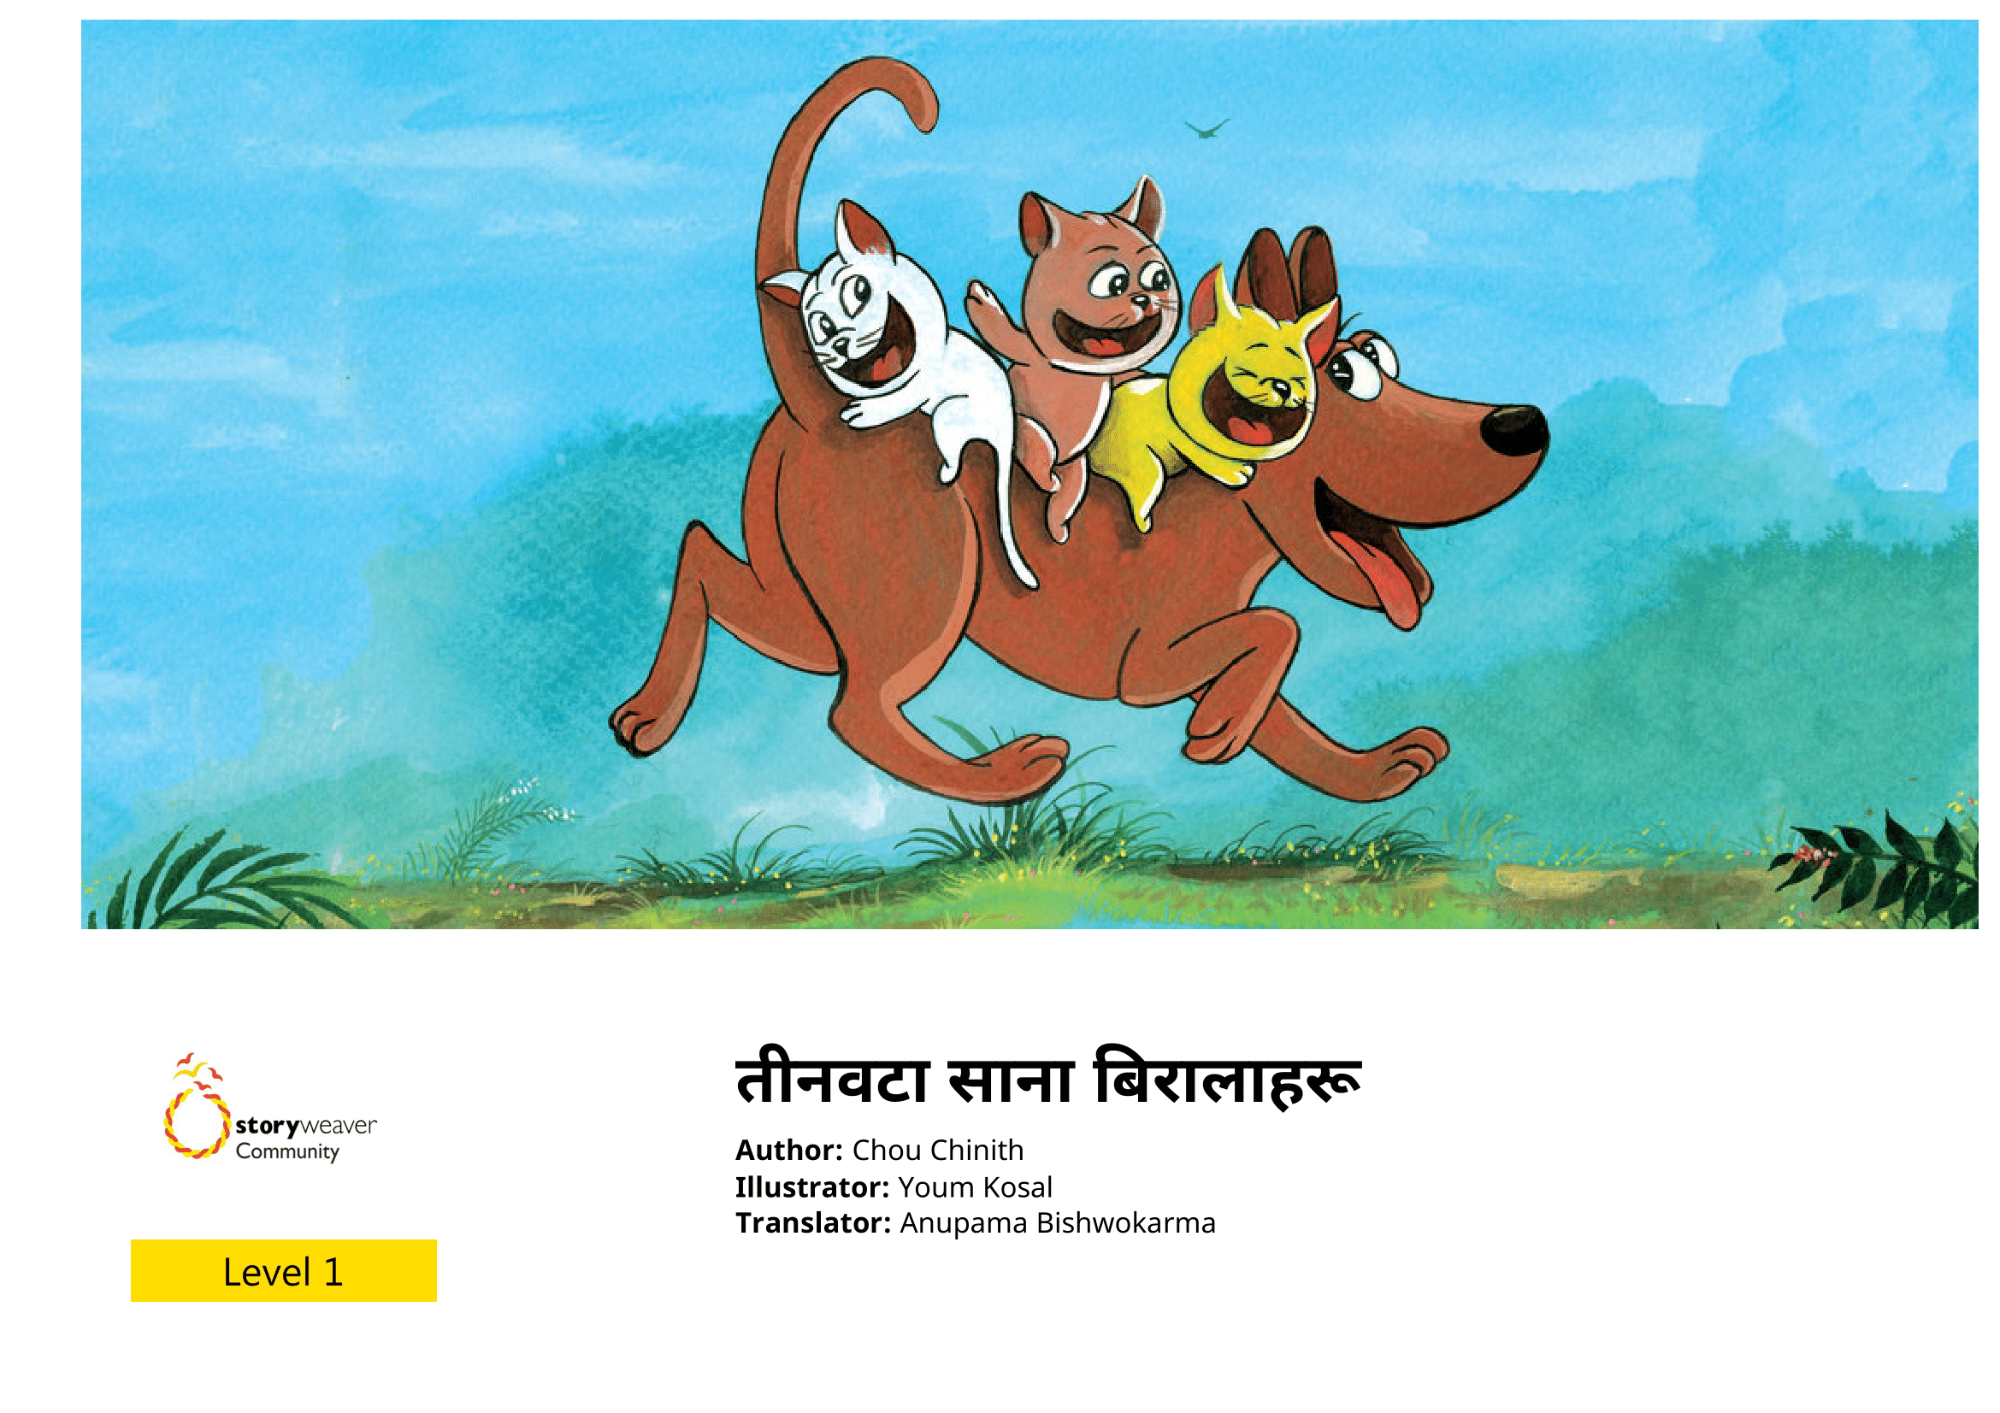 storyweaver
Community
तीनवटा साना बिरालाहरू
Author: Chou Chinith
Illustrator: Youm Kosal
Translator: Anupama Bishwokarma
Level 1